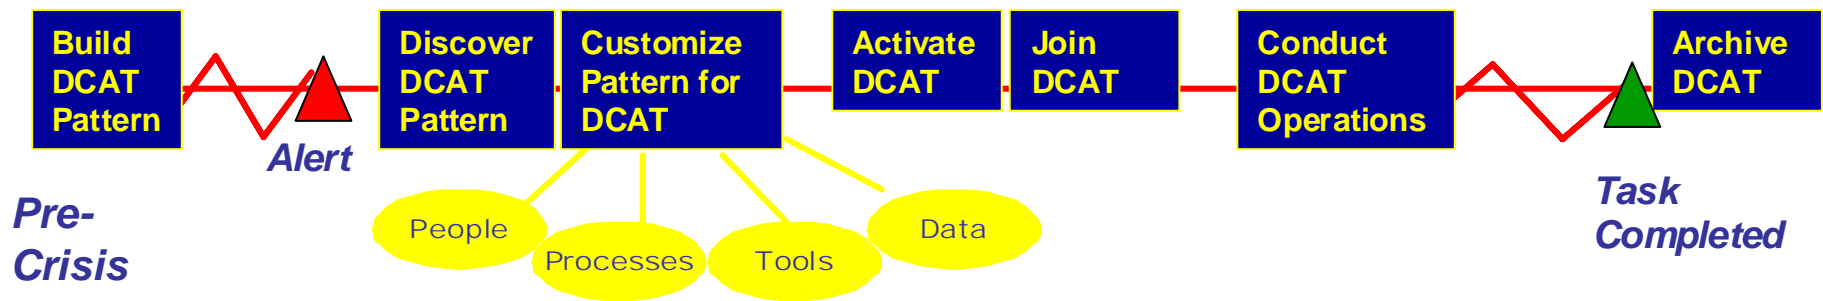 Build
DCAT
Pattern
Alert
Discover
DCAT
Pattern
Customize
Pattern for
DCAT
Activate
DCAT
Join
DCAT
Conduct
DCAT
Operations
Archive
DCAT
Pre-
Crisis
People
Processes
Tools
Data
Task
Completed